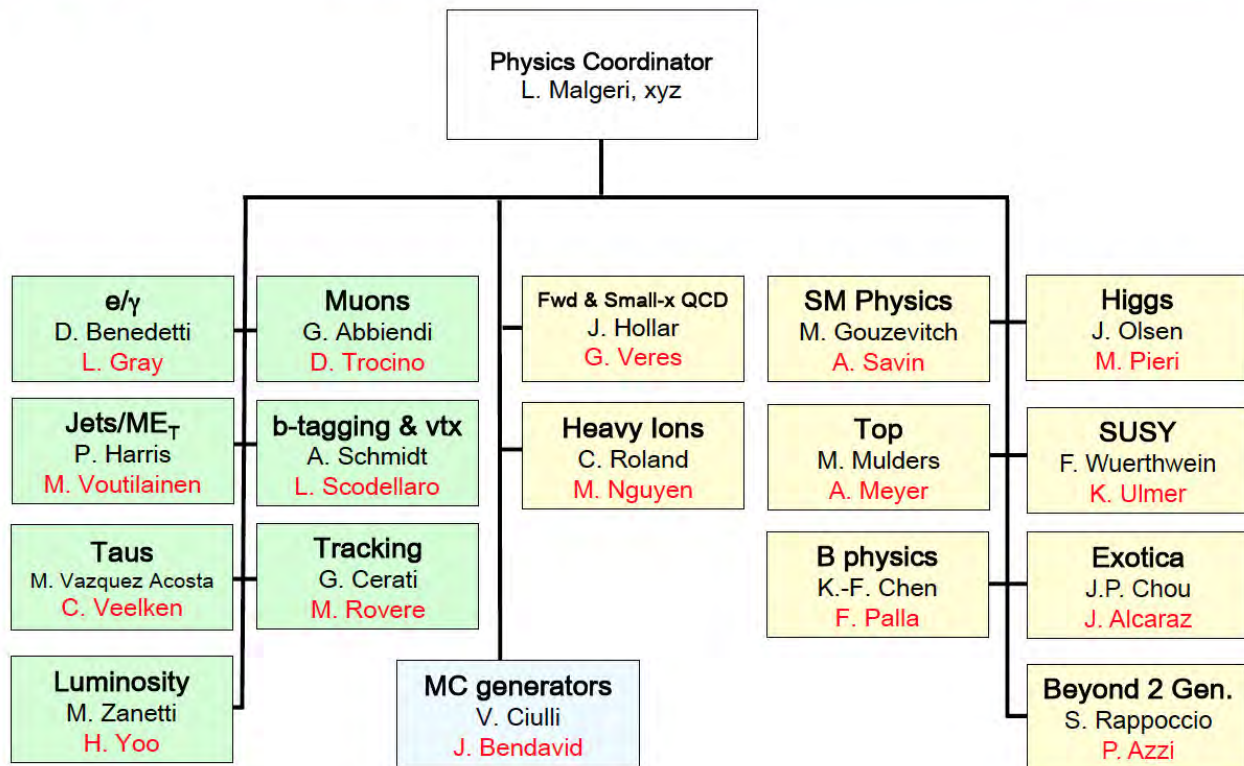 Physics Coordinator
L. Malgeri, xyz
e/γ
D. Benedetti
L. Gray
Muons
G. Abbiendi
D. Trocino
Fwd & Small-x QCD
J. Hollar
G. Veres
SM Physics
M. Gouzevitch
A. Savin
Higgs
J. Olsen
M. Pieri
Jets/ME_T
P. Harris
M. Voutilainen
b-tagging & vtx
A. Schmidt
L. Scodellaro
Heavy Ions
C. Roland
M. Nguyen
Top
M. Mulders
A. Meyer
SUSY
F. Wuerthwein
K. Ulmer
Taus
M. Vazquez Acosta
C. Veelken
Tracking
G. Cerati
M. Rovere
B physics
K.-F. Chen
F. Palla
Exotica
J.P. Chou
J. Alcaraz
Luminosity
M. Zanetti
H. Yoo
MC generators
V. Ciulli
J. Bendavid
Beyond 2 Gen.
S. Rappoccio
P. Azzi